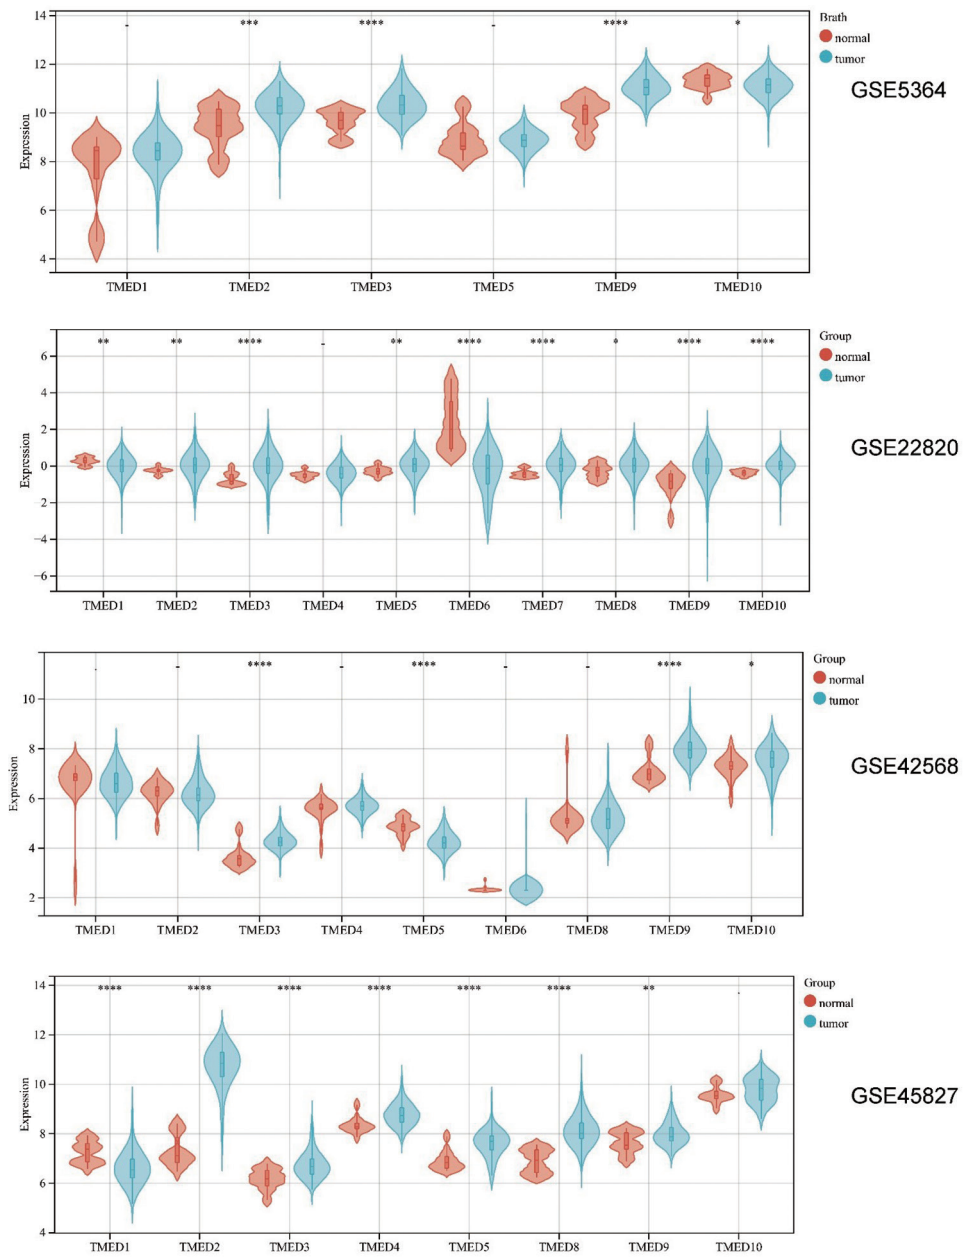 14
12
10
8
6
4
Expression
- *** **** - **** *
TMED1 TMED2 TMED3 TMED5 TMED9 TMED10
Brath
normal
tumor
GSE5364
6
4
2
0
2
−4
−6
Expression
** ** **** - ** **** **** * **** ****
TMED1 TMED2 TMED3 TMED4 TMED5 TMED6 TMED7 TMED8 TMED9 TMED10
Group
normal
tumor
GSE22820
10
8
6
4
2
Expression
- - **** - **** - - **** *
TMED1 TMED2 TMED3 TMED4 TMED5 TMED6 TMED8 TMED9 TMED10
Group
normal
tumor
GSE42568
14
12
10
8
6
4
Expression
**** **** **** **** **** **** ** -
TMED1 TMED2 TMED3 TMED4 TMED5 TMED8 TMED9 TMED10
Group
normal
tumor
GSE45827